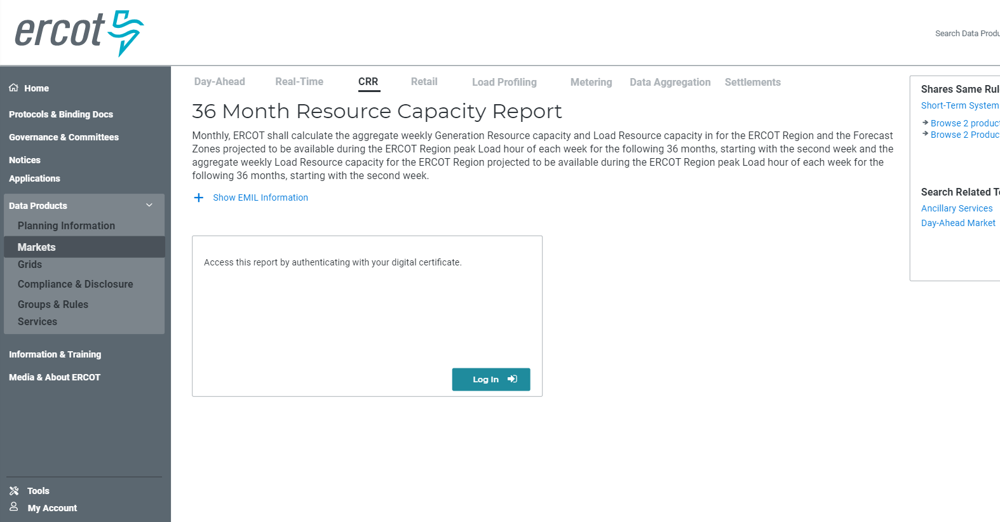 ercot
Search Data Produ
Home
Protocols & Binding Docs
Governance & Committees
Notices
Applications
Data Products
Planning Information
Markets
Grids
Compliance & Disclosure
Groups & Rules
Services
Information & Training
Media & About ERCOT
Tools
My Account
Day-Ahead Real-Time CRR Retail Load Profiling Metering Data Aggregation Settlements
36 Month Resource Capacity Report
Monthly, ERCOT shall calculate the aggregate weekly Generation Resource capacity and Load Resource capacity in for the ERCOT Region and the Forecast
Zones projected to be available during the ERCOT Region peak Load hour of each week for the following 36 months, starting with the second week and the
aggregate weekly Load Resource capacity for the ERCOT Region projected to be available during the ERCOT Region peak Load hour of each week for the
following 36 months, starting with the second week.
Show EMIL Information
Access this report by authenticating with your digital certificate.
Log In
Shares Same Rul
Short-Term System
Browse 2 product
Browse 2 Produc
Search Related To
Ancillary Services
Day-Ahead Market